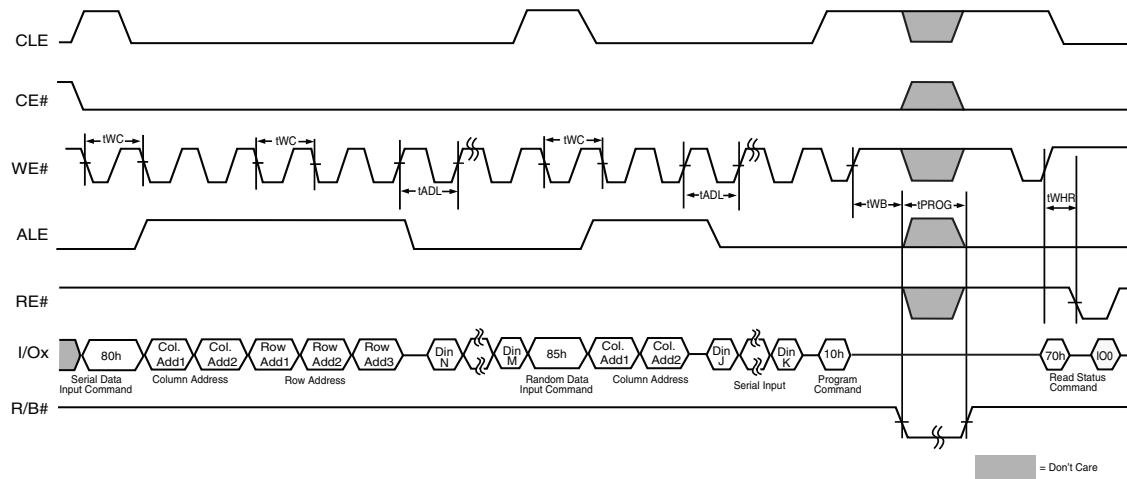 CLE
CE#
tWC
tWC
tWC
WE#
tADL
tADL
tWB
tPROG
tWHR
ALE
RE#
I/Ox
80h
Col.
Add1
Col.
Add2
Row
Add1
Row
Add2
Row
Add3
Din
N
Din
M
85h
Col.
Add1
Col.
Add2
Din
J
Din
K
10h
70h
IO0
Serial Data
Input Command
Column Address
Row Address
Random Data
Input Command
Column Address
Serial Input
Program
Command
Read Status
Command
R/B#
= Don't Care